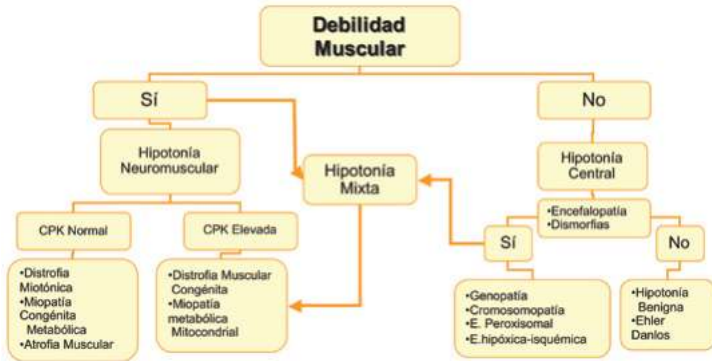 Debilidad
Muscular
Sí
No
Hipotonía
Neuromuscular
Hipotonía
Mixta
Hipotonía
Central
•Encefalopatía
•Dismorfias
CPK Normal
CPK Elevada
Sí
No
•Distrofia
Miotónica
•Miopatía
Congénita
Metabólica
•Atrofia Muscular
•Distrofia Muscular
Congénita
•Miopatía
metabólica
Mitocondrial
•Genopatía
•Cromosomopatía
•E. Peroxisomal
•E.hipóxica-isquémica
•Hipotonía
Benigna
•Ehler
Danlos